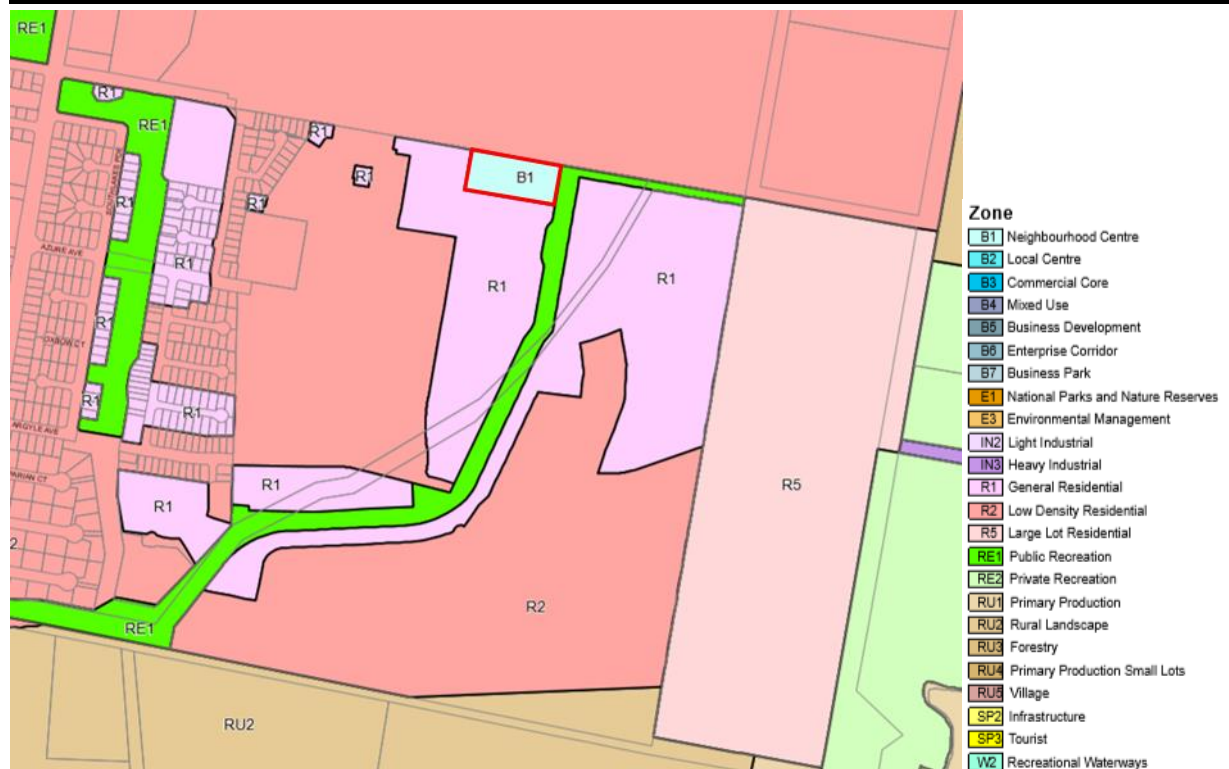 RE1
R1
RE1
R1
R1
B1
R1
SOUTHLAKES PDE
R1
AZURE AVE
R1
R1
R1
R1
OXBOW CT
R1
R1
ARGYLE AVE
R1
R1
R5
2
R2
RE1
RU2
Zone
B1 Neighbourhood Centre
B2 Local Centre
B3 Commercial Core
B4 Mixed Use
B5 Business Development
B6 Enterprise Corridor
B7 Business Park
E1 National Parks and Nature Reserves
E3 Environmental Management
IN2 Light Industrial
IN3 Heavy Industrial
R1 General Residential
R2 Low Density Residential
R5 Large Lot Residential
RE1 Public Recreation
RE2 Private Recreation
RU1 Primary Production
RU2 Rural Landscape
RU3 Forestry
RU4 Primary Production Small Lots
RU5 Village
SP2 Infrastructure
SP3 Tourist
W2 Recreational Waterways